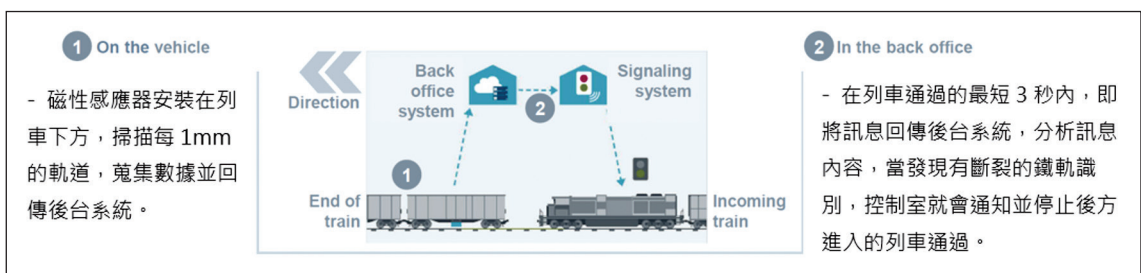 1 On the vehicle
- 磁性感應器安裝在列
車下方，掃描每 1mm
的軌道，蒐集數據並回
傳後台系統。
Direction
Back
office
system
2
Signaling
system
1
End of
train
Incoming
train
2 In the back office
- 在列車通過的最短 3 秒內，即
將訊息回傳後台系統，分析訊息
內容，當發現有斷裂的鐵軌識
別，控制室就會通知並停止後方
進入的列車通過。